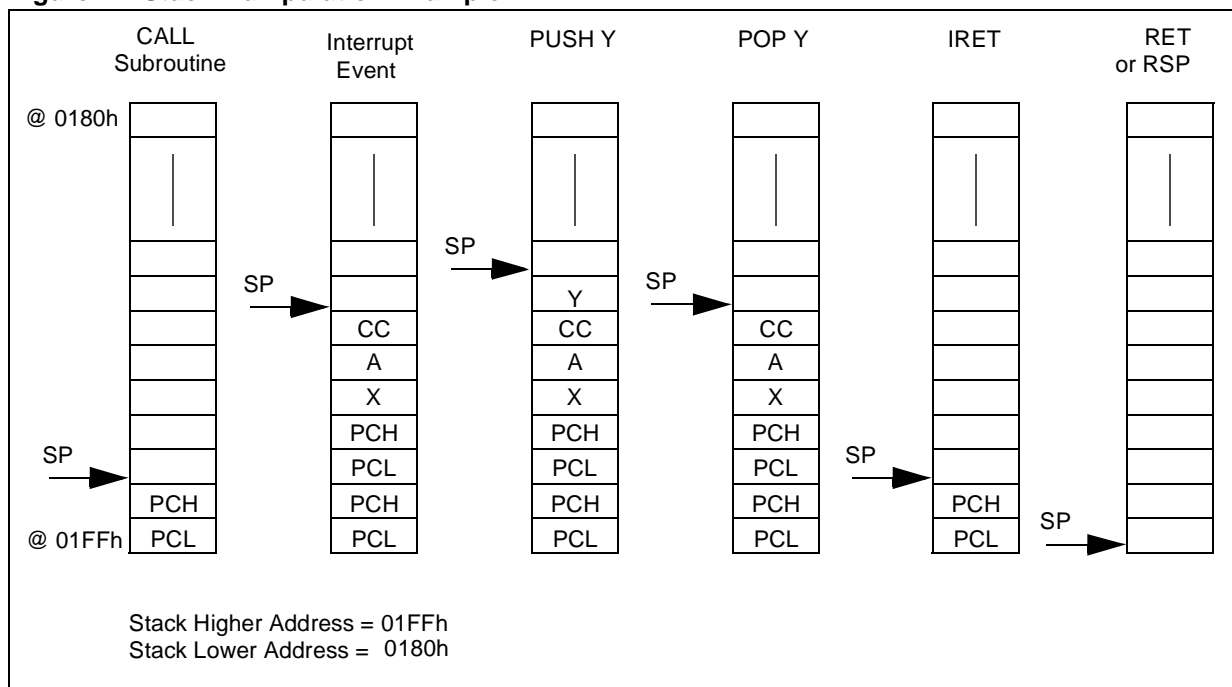 CALL
Subroutine
Interrupt
Event
PUSH Y
POP Y
IRET
RET
or RSP
@ 0180h
SP
PCH
@ 01FFh
PCL
SP
CC
A
X
PCH
PCL
PCH
PCL
SP
Y
CC
A
X
PCH
PCL
PCH
PCL
SP
CC
A
X
PCH
PCL
PCH
PCL
SP
PCH
PCL
SP
Stack Higher Address = 01FFh
Stack Lower Address = 0180h